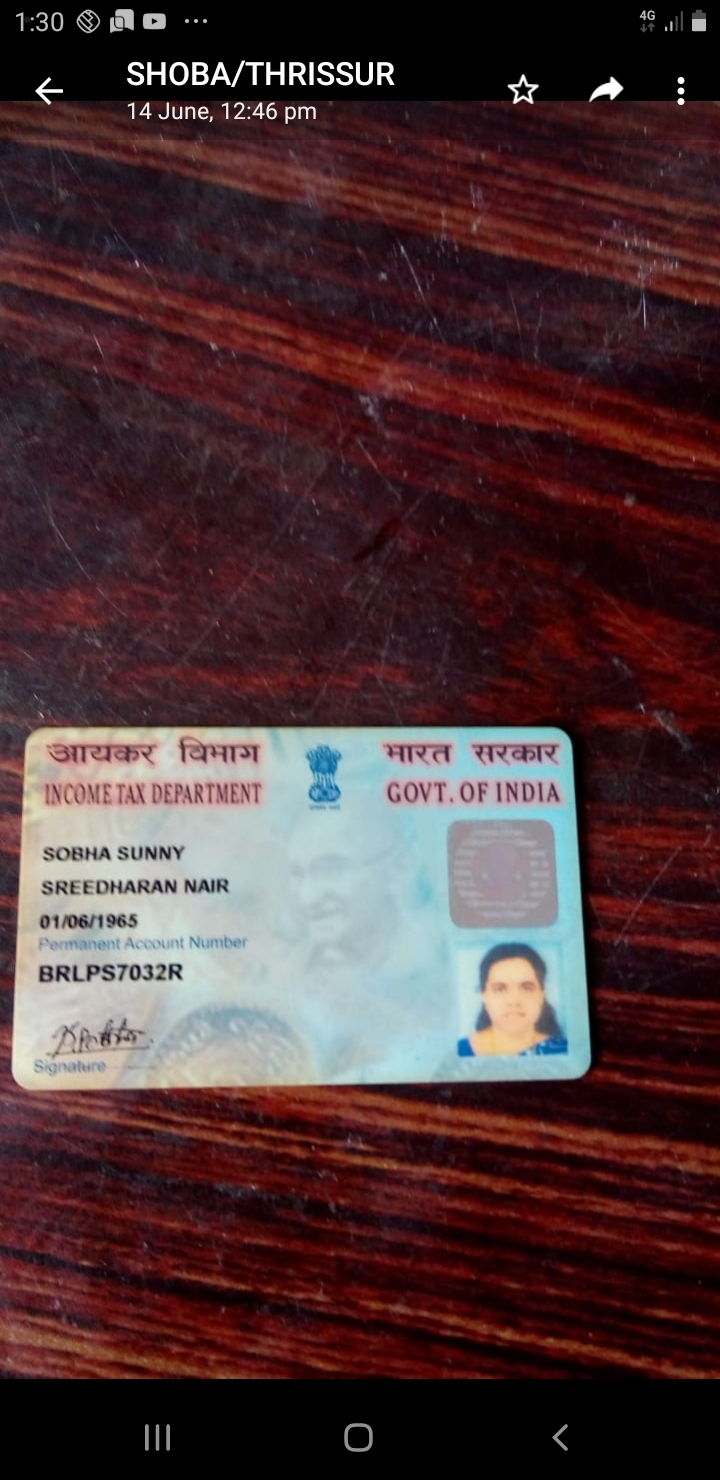 1:30
4G
SHOBA/THRISSUR
14 June, 12:46 pm
आयकर विभाग
INCOME TAX DEPARTMENT
भारत सरकार
GOVT. OF INDIA
SOBHA SUNNY
SREEDHARAN NAIR
01/06/1965
Permanent Account Number
BRLPS7032R
Signature